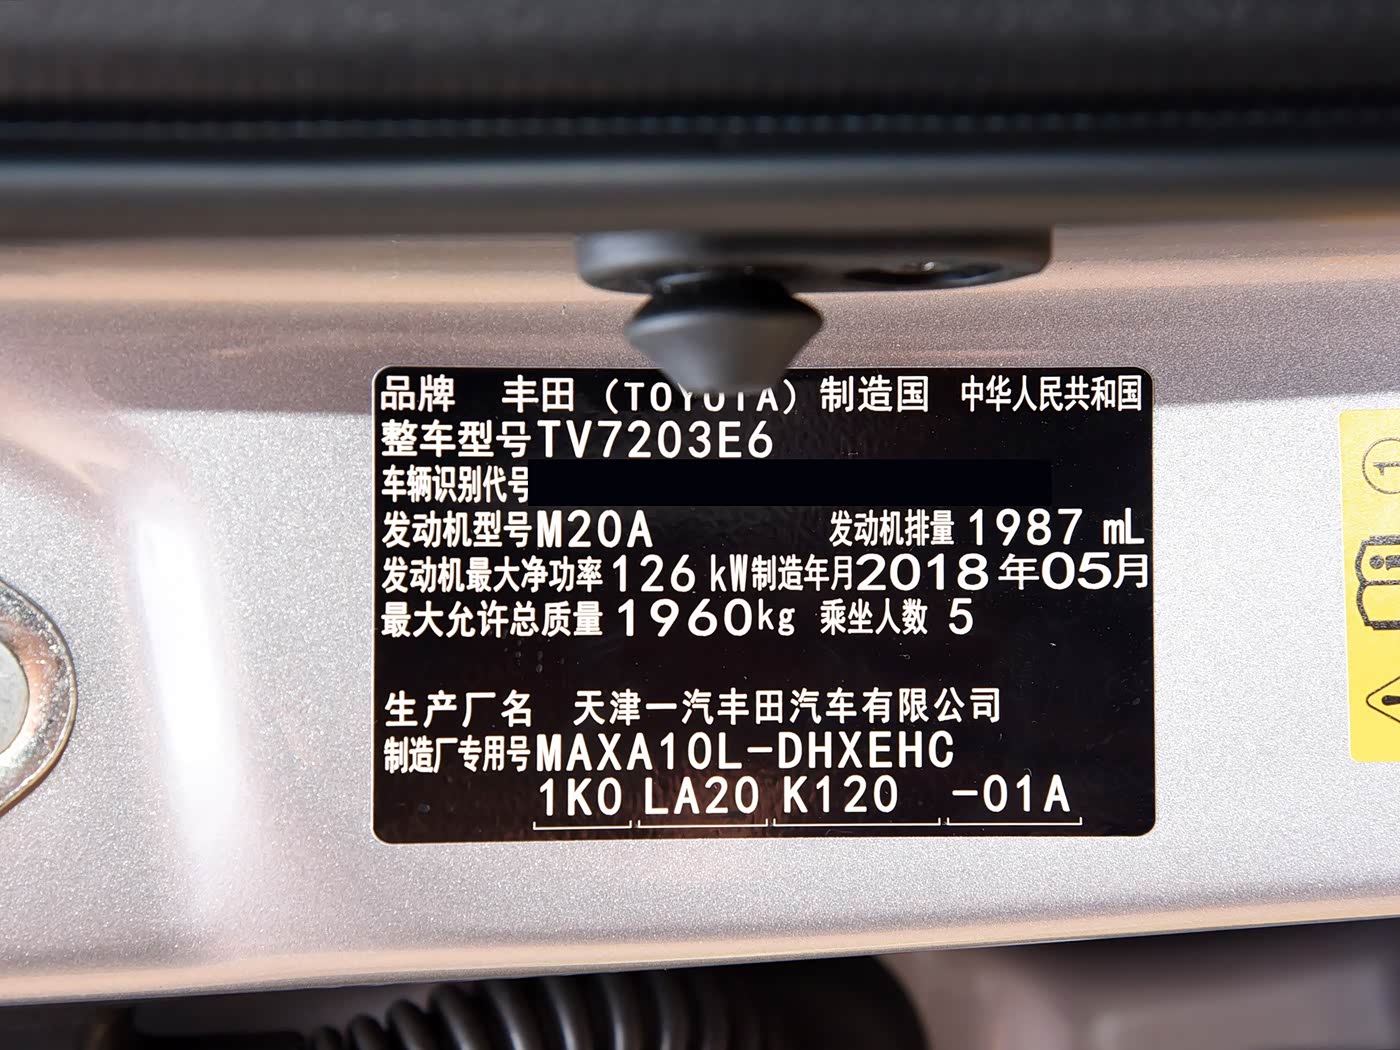 品牌 丰田（TOYOTA）制造国 中华人民共和国
整车型号TV7203E6
车辆识别代号
发动机型号M20A 发动机排量 1987 mL
发动机最大净功率 126 kW制造年月2018年05月
最大允许总质量 1960kg 乘坐人数 5
生产厂名 天津一汽丰田汽车有限公司
制造厂专用号MAXA10L-DHXEHC
1K0 LA20 K120 -01A
1